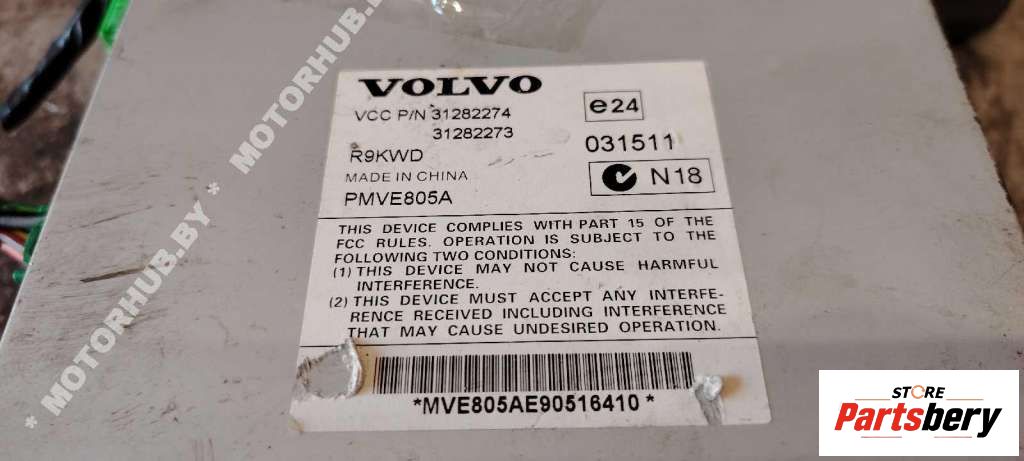 VOLVO
VCC P/N 31282274
31282273
R9KWD
MADE IN CHINA
PMVE805A
e24
031511
N18
THIS DEVICE COMPLIES WITH PART 15 OF THE
FCC RULES. OPERATION IS SUBJECT TO THE
FOLLOWING TWO CONDITIONS:
(1) THIS DEVICE MAY NOT CAUSE HARMFUL
INTERFERENCE.
(2) THIS DEVICE MUST ACCEPT ANY INTERFE-
RENCE RECEIVED INCLUDING INTERFERENCE
THAT MAY CAUSE UNDESIRED OPERATION.
*MVE805AE90516410*
* MOTORHUB.BY * MOTORHUB.BY *
STORE
Partsbery